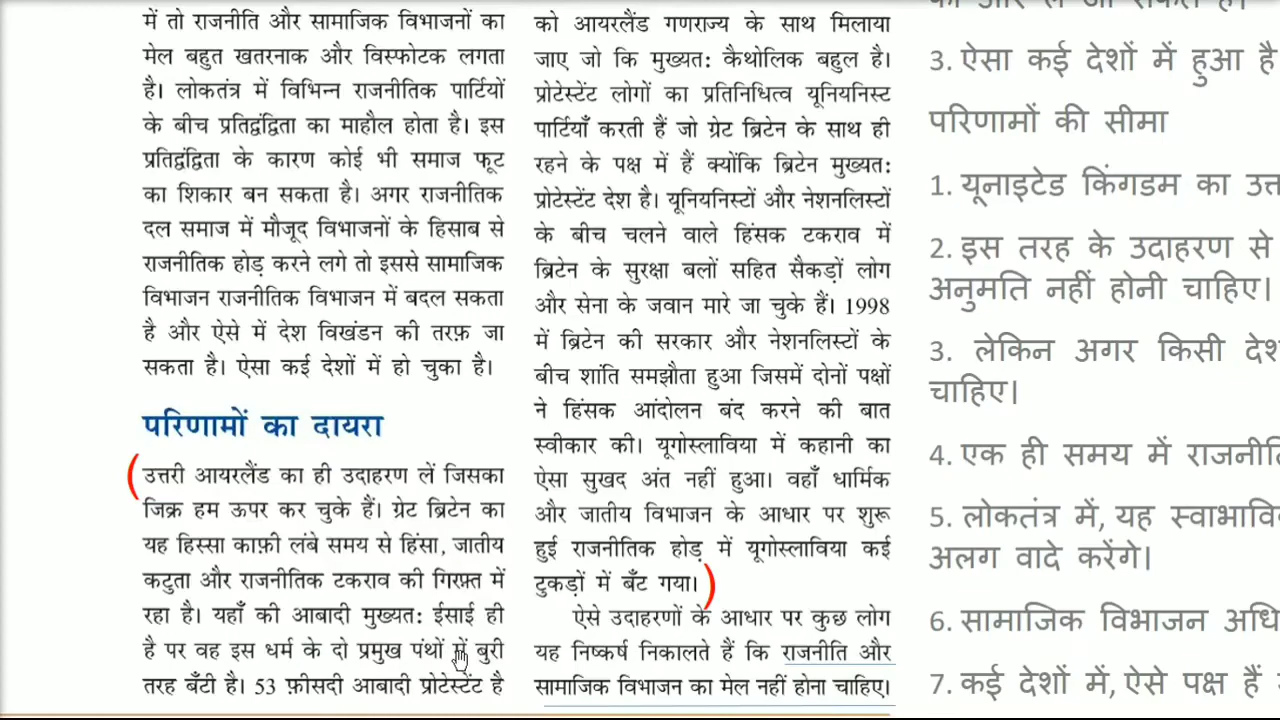 में तो राजनीति और सामाजिक विभाजनों का
मेल बहुत खतरनाक और विस्फोटक लगता
है। लोकतंत्र में विभिन्न राजनीतिक पार्टियों
के बीच प्रतिद्वंद्विता का माहौल होता है। इस
प्रतिद्वंद्विता के कारण कोई भी समाज फूट
का शिकार बन सकता है। अगर राजनीतिक
दल समाज में मौजूद विभाजनों के हिसाब से
राजनीतिक होड़ करने लगे तो इससे सामाजिक
विभाजन राजनीतिक विभाजन में बदल सकता
है और ऐसे में देश विखंडन की तरफ़ जा
सकता है। ऐसा कई देशों में हो चुका है।
परिणामों का दायरा
(उत्तरी आयरलैंड का ही उदाहरण लें जिसका
जिक्र हम ऊपर कर चुके हैं। ग्रेट ब्रिटेन का
यह हिस्सा काफ़ी लंबे समय से हिंसा, जातीय
कटुता और राजनीतिक टकराव की गिरफ़्त में
रहा है। यहाँ की आबादी मुख्यत: ईसाई ही
है पर वह इस धर्म के दो प्रमुख पंथों में बुरी
तरह बँटी है। 53 फ़ीसदी आबादी प्रोटेस्टेंट है
को आयरलैंड गणराज्य के साथ मिलाया
जाए जो कि मुख्यत: कैथोलिक बहुल है।
प्रोटेस्टेंट लोगों का प्रतिनिधित्व यूनियनिस्ट
पार्टियाँ करती हैं जो ग्रेट ब्रिटेन के साथ ही
रहने के पक्ष में हैं क्योंकि ब्रिटेन मुख्यत:
प्रोटेस्टेंट देश है। यूनियनिस्टों और नेशनलिस्टों
के बीच चलने वाले हिंसक टकराव में
ब्रिटेन के सुरक्षा बलों सहित सैकड़ों लोग
और सेना के जवान मारे जा चुके हैं। 1998
में ब्रिटेन की सरकार और नेशनलिस्टों के
बीच शांति समझौता हुआ जिसमें दोनों पक्षों
ने हिंसक आंदोलन बंद करने की बात
स्वीकार की। यूगोस्लाविया में कहानी का
ऐसा सुखद अंत नहीं हुआ। वहाँ धार्मिक
और जातीय विभाजन के आधार पर शुरू
हुई राजनीतिक होड़ में यूगोस्लाविया कई
टुकड़ों में बँट गया।)
ऐसे उदाहरणों के आधार पर कुछ लोग
यह निष्कर्ष निकालते हैं कि राजनीति और
सामाजिक विभाजन का मेल नहीं होना चाहिए।
3. ऐसा कई देशों में हुआ है
परिणामों की सीमा
1. यूनाइटेड किंगडम का
2. इस तरह के उदाहरण से
अनुमति नहीं होनी चाहिए।
3. लेकिन अगर किसी
चाहिए।
4. एक ही समय में
5. लोकतंत्र में, यह
अलग वादे करेंगे।
6. सामाजिक विभाजन
7. कई देशों में, ऐसे पक्ष हैं